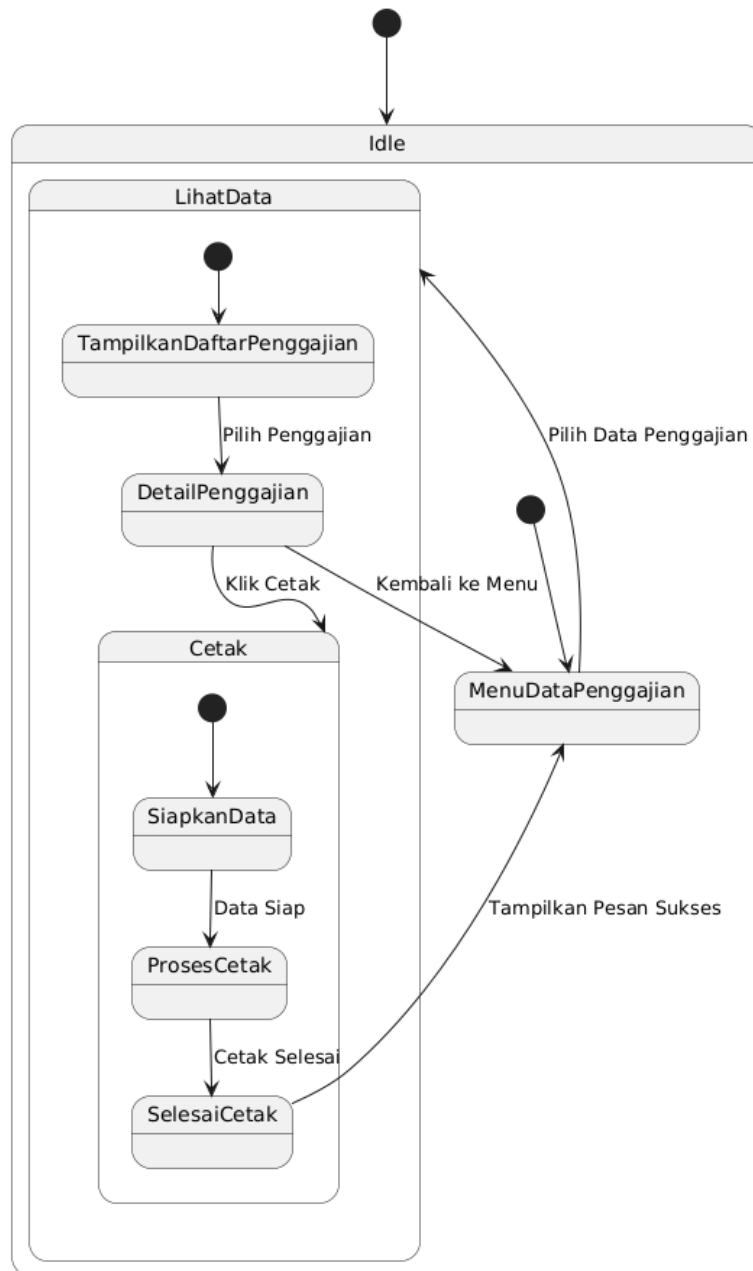 Idle
LihatData
TampilkanDaftarPenggajian
Pilih Penggajian
Pilih Data Penggajian
DetailPenggajian
Klik Cetak
Kembali ke Menu
Cetak
MenuDataPenggajian
SiapkanData
Data Siap
Tampilkan Pesan Sukses
ProsesCetak
Cetak Selesai
SelesaiCetak